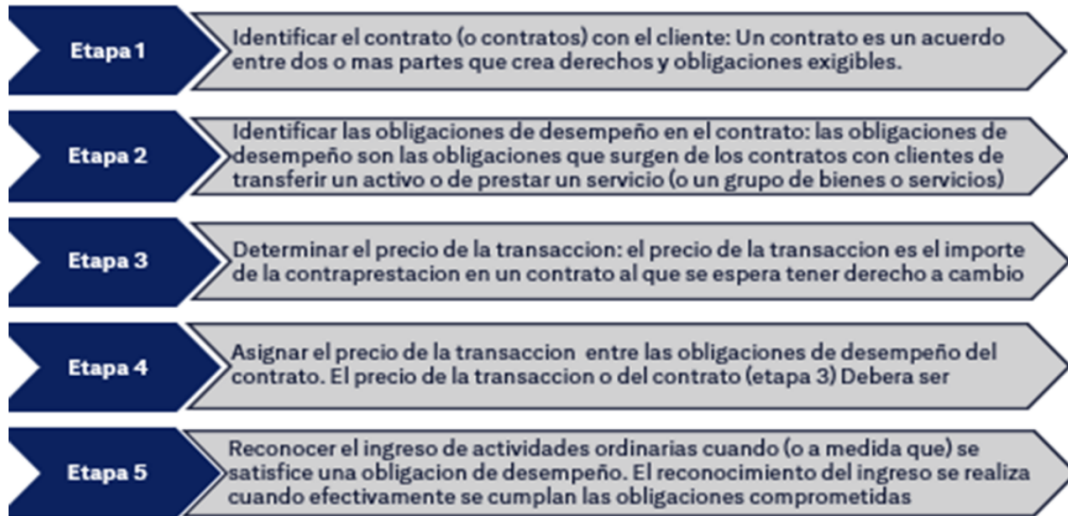 Etapa 1
Identificar el contrato (o contratos) con el cliente: Un contrato es un acuerdo
entre dos o mas partes que crea derechos y obligaciones exigibles.
Etapa 2
Identificar las obligaciones de desempeño en el contrato: las obligaciones de
desempeño son las obligaciones que surgen de los contratos con clientes de
transferir un activo o de prestar un servicio (o un grupo de bienes o servicios)
Etapa 3
Determinar el precio de la transaccion: el precio de la transaccion es el importe
de la contraprestacion en un contrato al que se espera tener derecho a cambio
Etapa 4
Asignar el precio de la transaccion entre las obligaciones de desempeño del
contrato. El precio de la transaccion o del contrato (etapa 3) Debera ser
Etapa 5
Reconocer el ingreso de actividades ordinarias cuando (o a medida que) se
satisfice una obligacion de desempeño. El reconocimiento del ingreso se realiza
cuando efectivamente se cumplan las obligaciones comprometidas